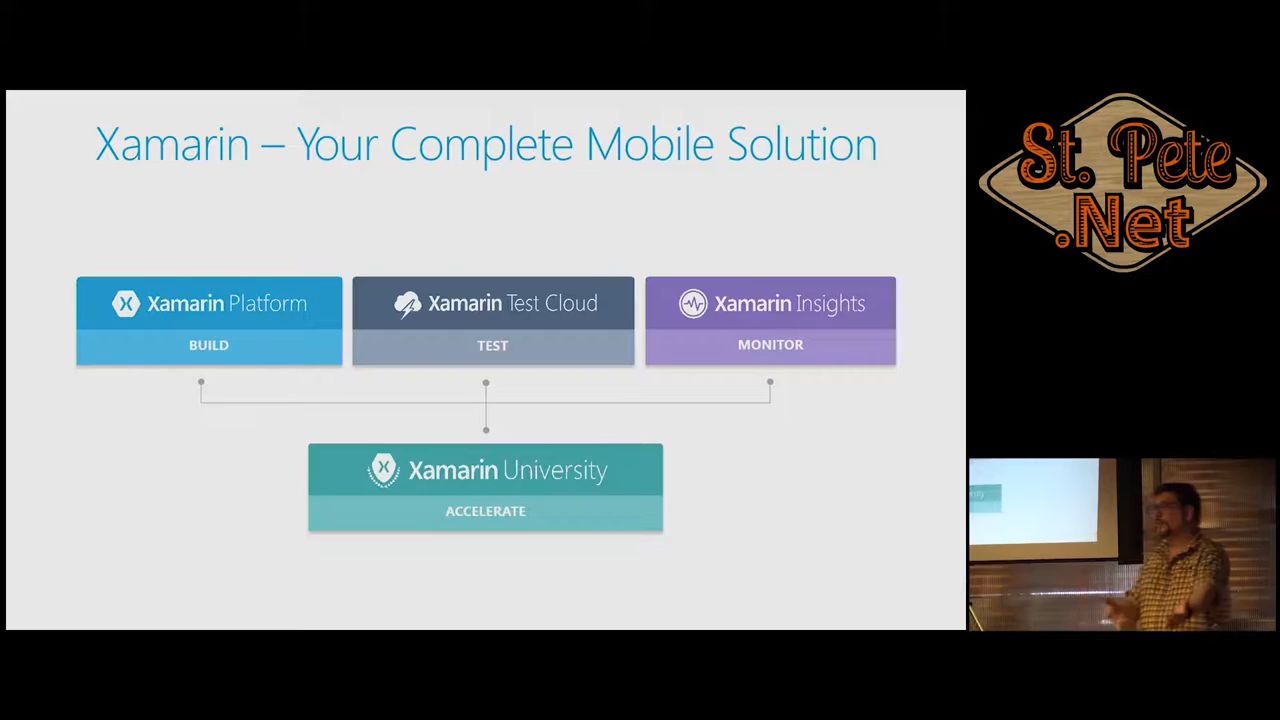 Xamarin – Your Complete Mobile Solution
Xamarin Platform
BUILD
Xamarin Test Cloud
TEST
Xamarin Insights
MONITOR
Xamarin University
ACCELERATE
St. Pete
.Net